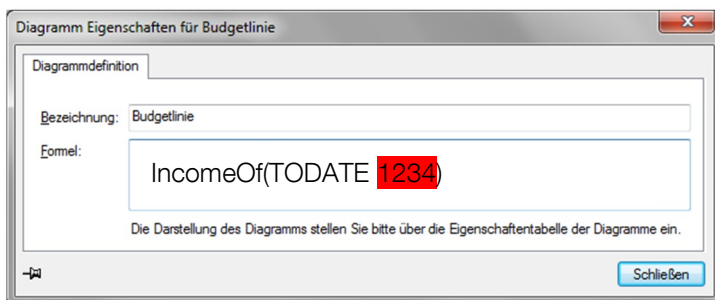 Diagramm Eigenschaften für Budgetlinie
Diagrammdefinition
Bezeichnung: Budgetlinie
Formel:
IncomeOf(TODATE 1234)
Die Darstellung des Diagramms stellen Sie bitte über die Eigenschaftentabelle der Diagramme ein.
Schließen